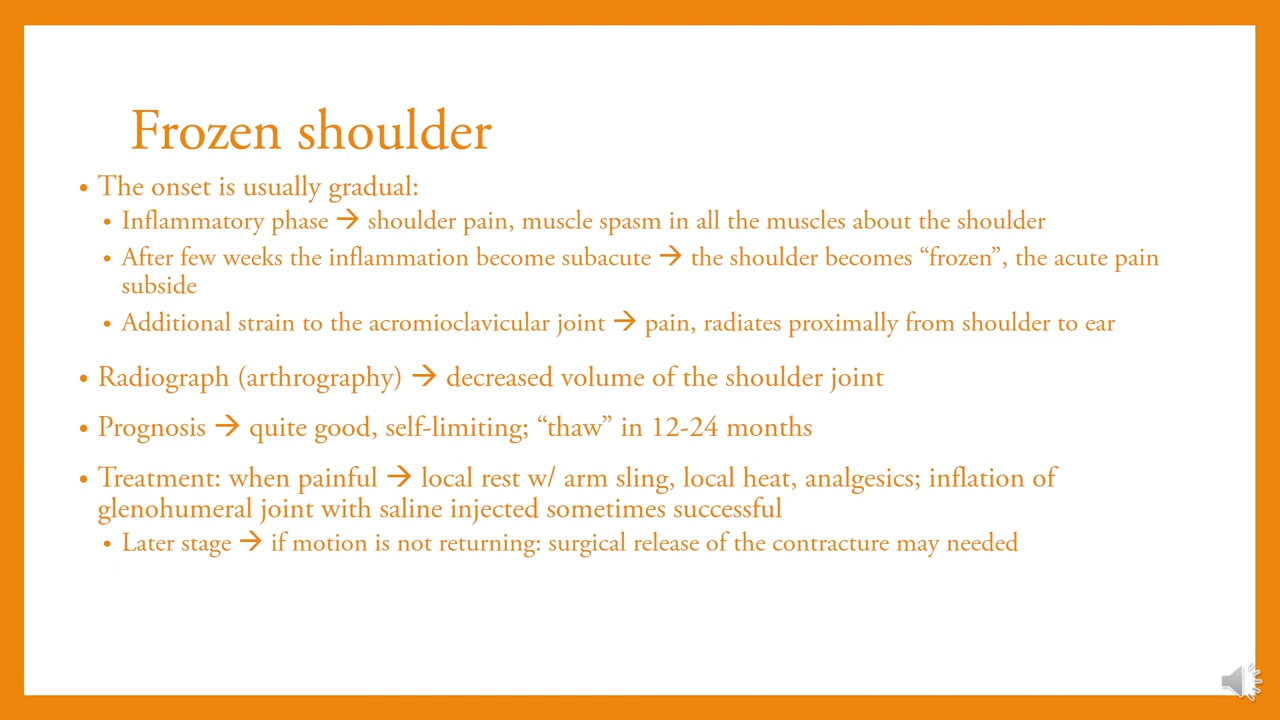 Frozen shoulder
• The onset is usually gradual:
• Inflammatory phase → shoulder pain, muscle spasm in all the muscles about the shoulder
• After few weeks the inflammation become subacute → the shoulder becomes “frozen”, the acute pain
subside
• Additional strain to the acromioclavicular joint → pain, radiates proximally from shoulder to ear
• Radiograph (arthrography) → decreased volume of the shoulder joint
• Prognosis → quite good, self-limiting; “thaw” in 12-24 months
• Treatment: when painful → local rest w/ arm sling, local heat, analgesics; inflation of
glenohumeral joint with saline injected sometimes successful
• Later stage → if motion is not returning: surgical release of the contracture may needed